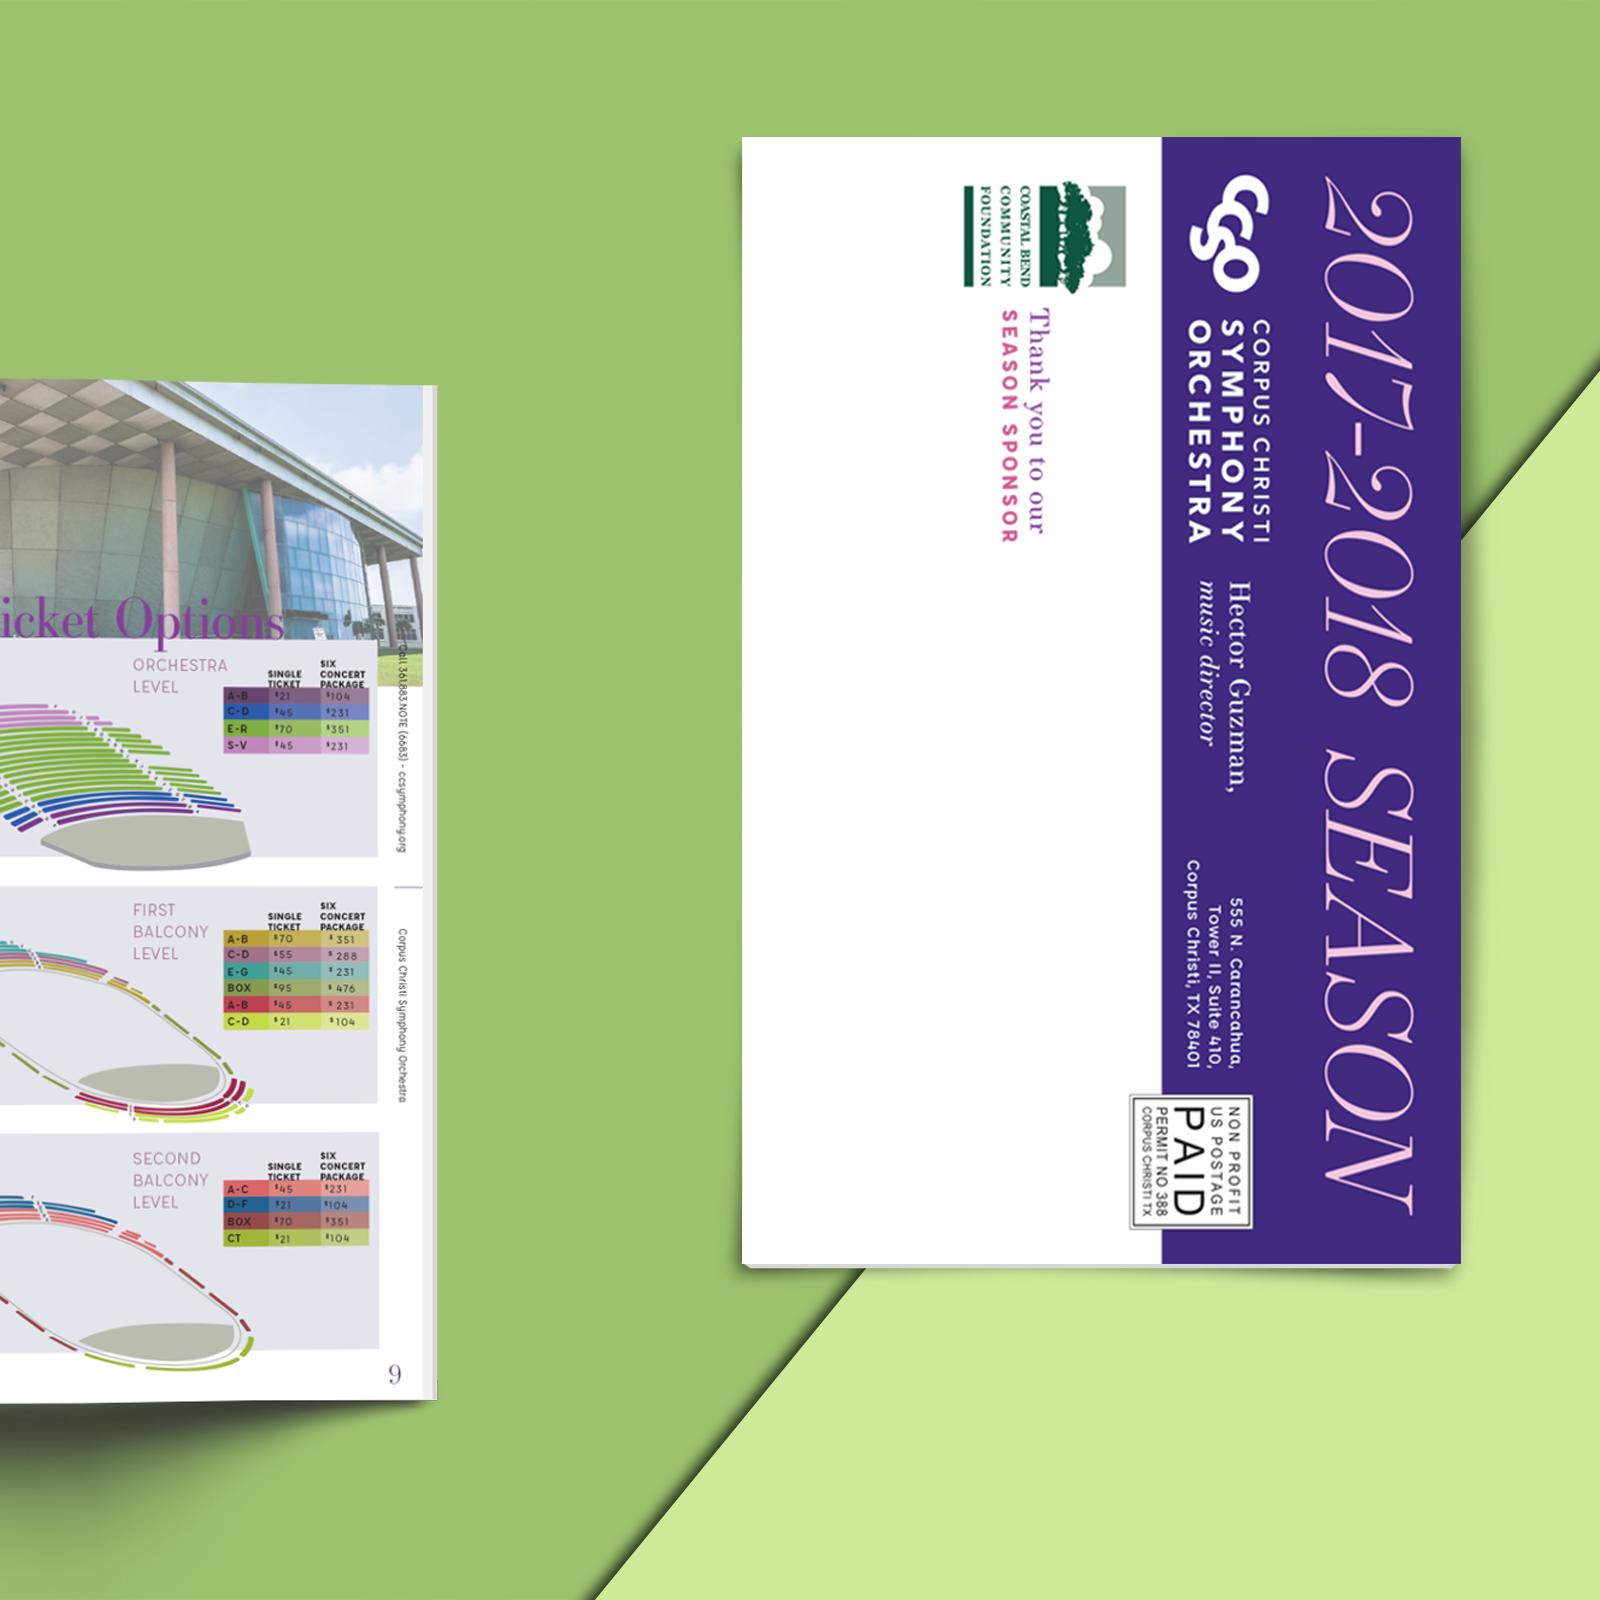 icket Options
ORCHESTRA
LEVEL
SINGLE
TICKET
SIX
CONCERT
PACKAGE
A-B $21 $104
C-D $45 $231
E-R $70 $351
S-V $45 $231
FIRST
BALCONY
LEVEL
SINGLE
TICKET
SIX
CONCERT
PACKAGE
A-B $70 $351
C-D $55 $288
E-G $45 $231
BOX $95 $476
A-B $45 $231
C-D $21 $104
SECOND
BALCONY
LEVEL
SINGLE
TICKET
SIX
CONCERT
PACKAGE
A-C $45 $231
D-F $21 $104
BOX $70 $351
CT $21 $104
Call 361.883.NOTE (6683) - ccsymphony.org
Corpus Christi Symphony Orchestra
9
2017-2018 SEASON
ccso
CORPUS CHRISTI
SYMPHONY
ORCHESTRA
Hector Guzman,
music director
555 N. Carancahua,
Tower II, Suite 410,
Corpus Christi, TX 78401
NON PROFIT
US POSTAGE
PAID
PERMIT NO 388
CORPUS CHRISTI TX
COASTAL BEND
COMMUNITY
FOUNDATION
Thank you to our
SEASON SPONSOR